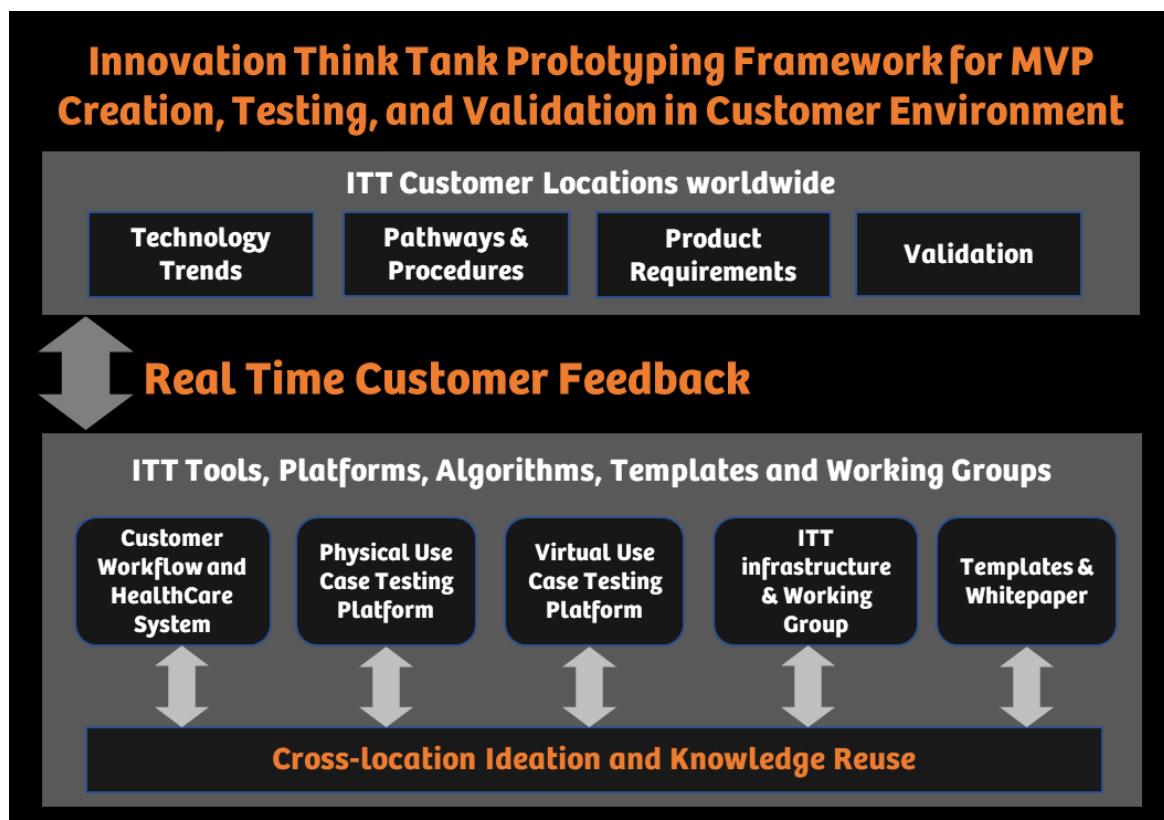 Innovation Think Tank Prototyping Framework for MVP
Creation, Testing, and Validation in Customer Environment
ITT Customer Locations worldwide
Technology
Trends
Pathways &
Procedures
Product
Requirements
Validation
Real Time Customer Feedback
ITT Tools, Platforms, Algorithms, Templates and Working Groups
Customer
Workflow and
HealthCare
System
Physical Use
Case Testing
Platform
Virtual Use
Case Testing
Platform
ITT
infrastructure
& Working
Group
Templates &
Whitepaper
Cross-location Ideation and Knowledge Reuse